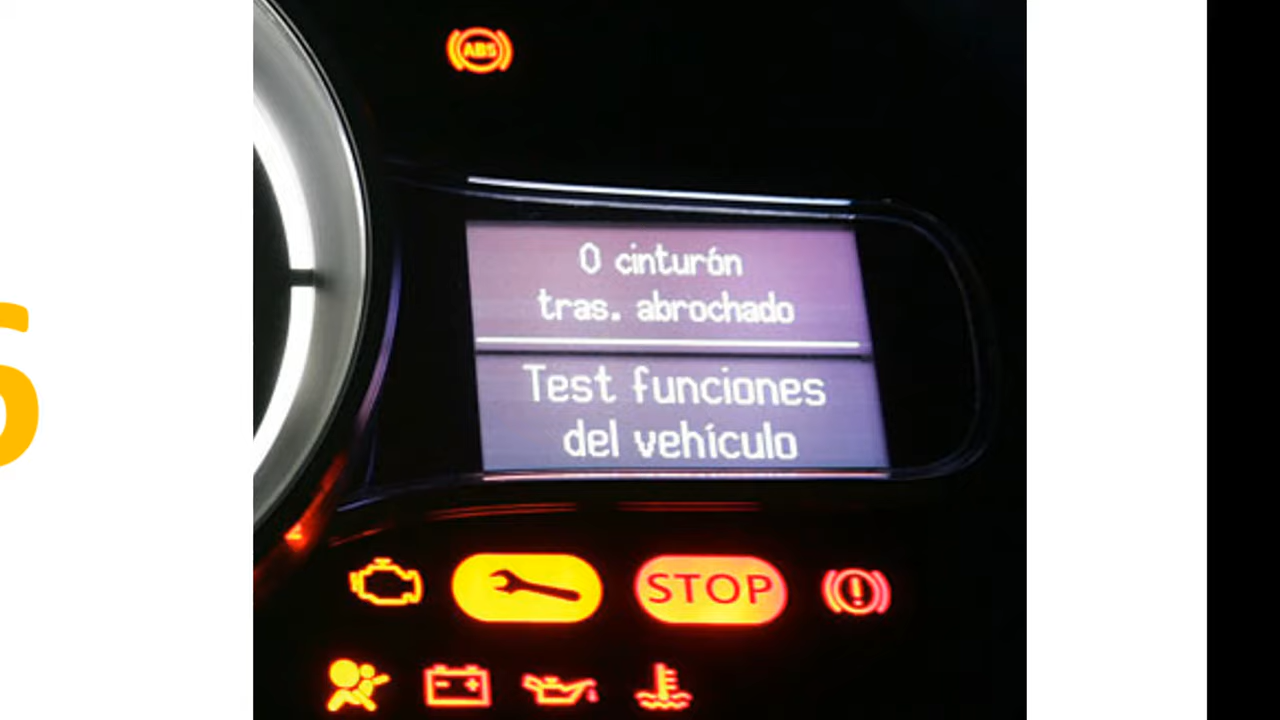 ABS
0 cinturón
tras. abrochado
Test funciones
del vehículo
STOP